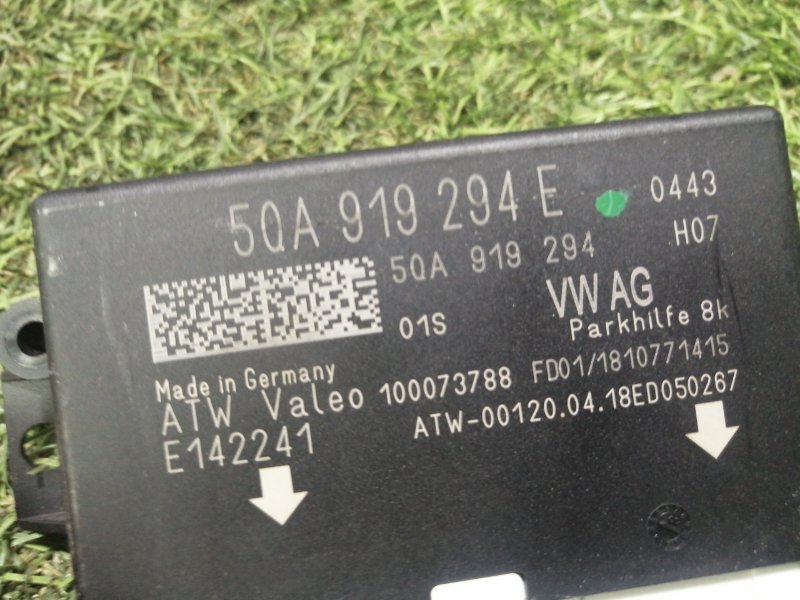 5QA 919 294 E 0443
5QA 919 294 H07
01S VW AG
Parkhilfe 8k
Made in Germany
ATW Valeo 100073788 FD01/1810771415
E142241 ATW-00120.04.18ED050267